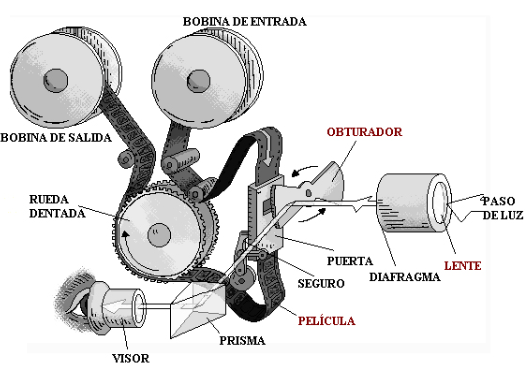 BOBINA DE ENTRADA
BOBINA DE SALIDA
OBTURADOR
RUEDA
DENTADA
PASO
DE LUZ
PUERTA
DIAFRAGMA
LENTE
SEGURO
PELÍCULA
PRISMA
VISOR